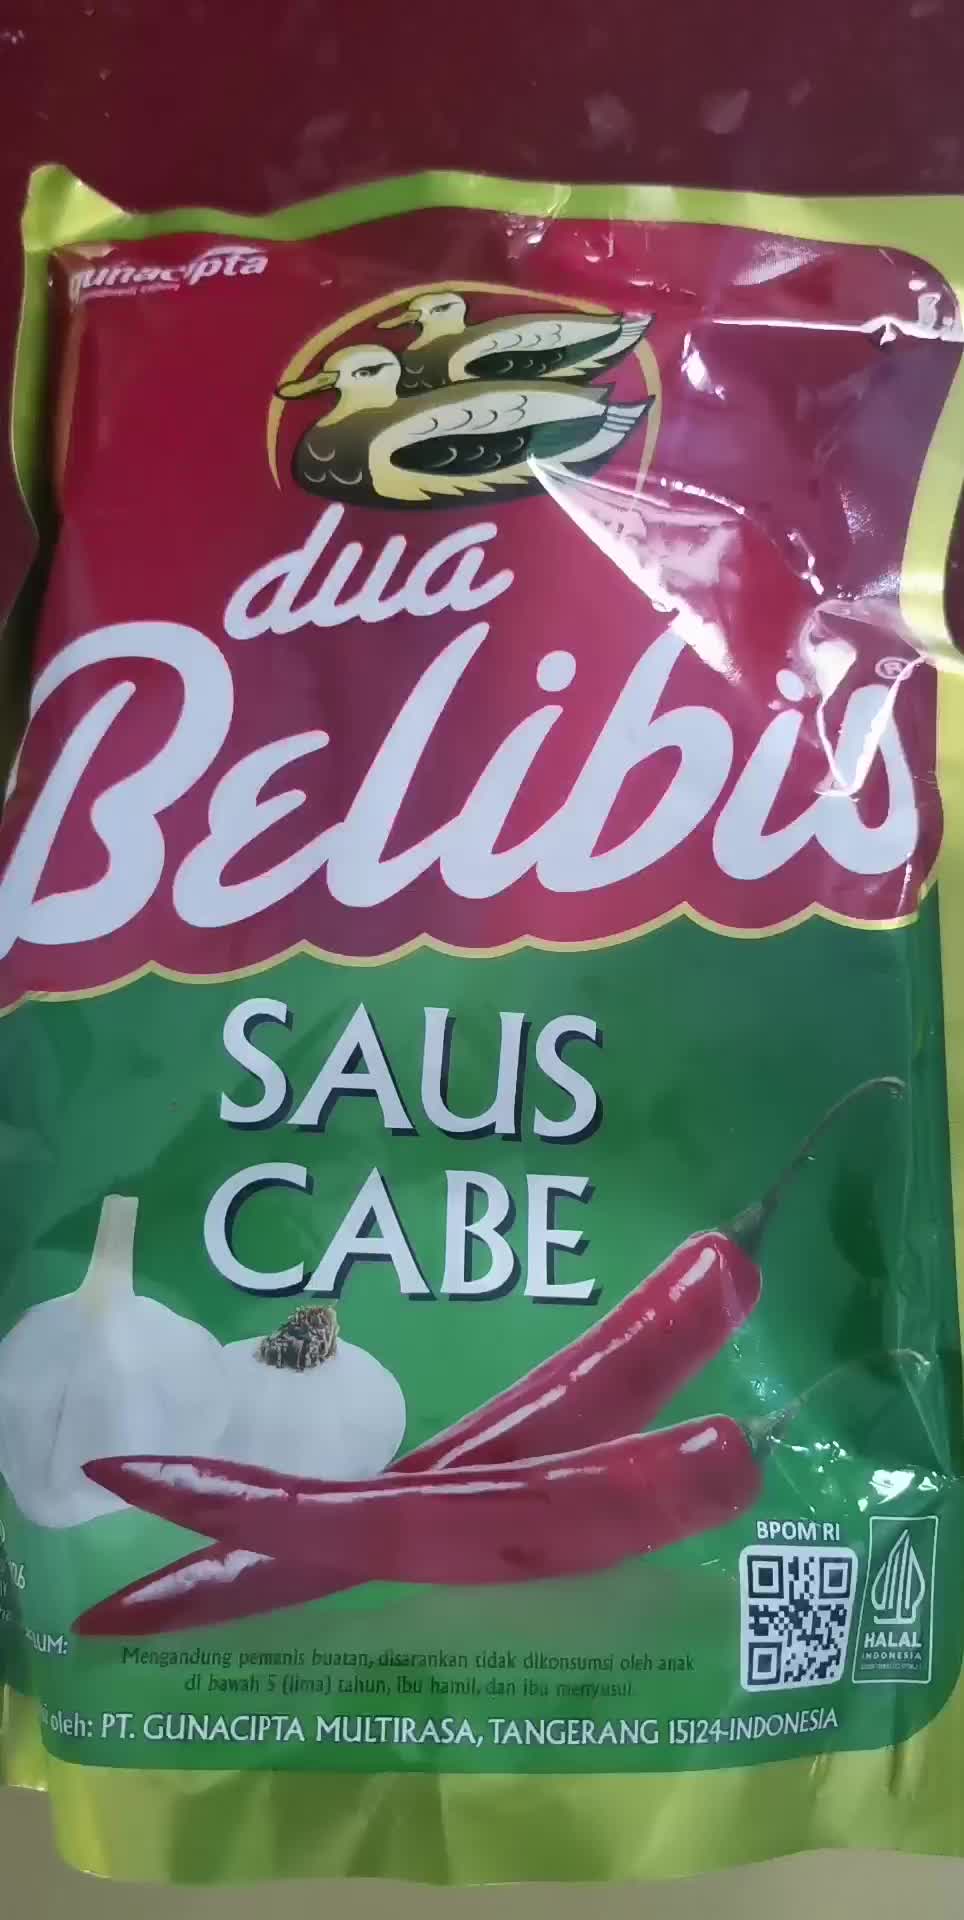 gunacipta
dua
Belibis®
SAUS
CABE
BPOM RI
HALAL
INDONESIA
Mengandung pemanis buatan, disarankan tidak dikonsumsi oleh anak
di bawah 5 (lima) tahun, ibu hamil, dan ibu menyusui.
oleh: PT. GUNACIPTA MULTIRASA, TANGERANG 15124-INDONESIA